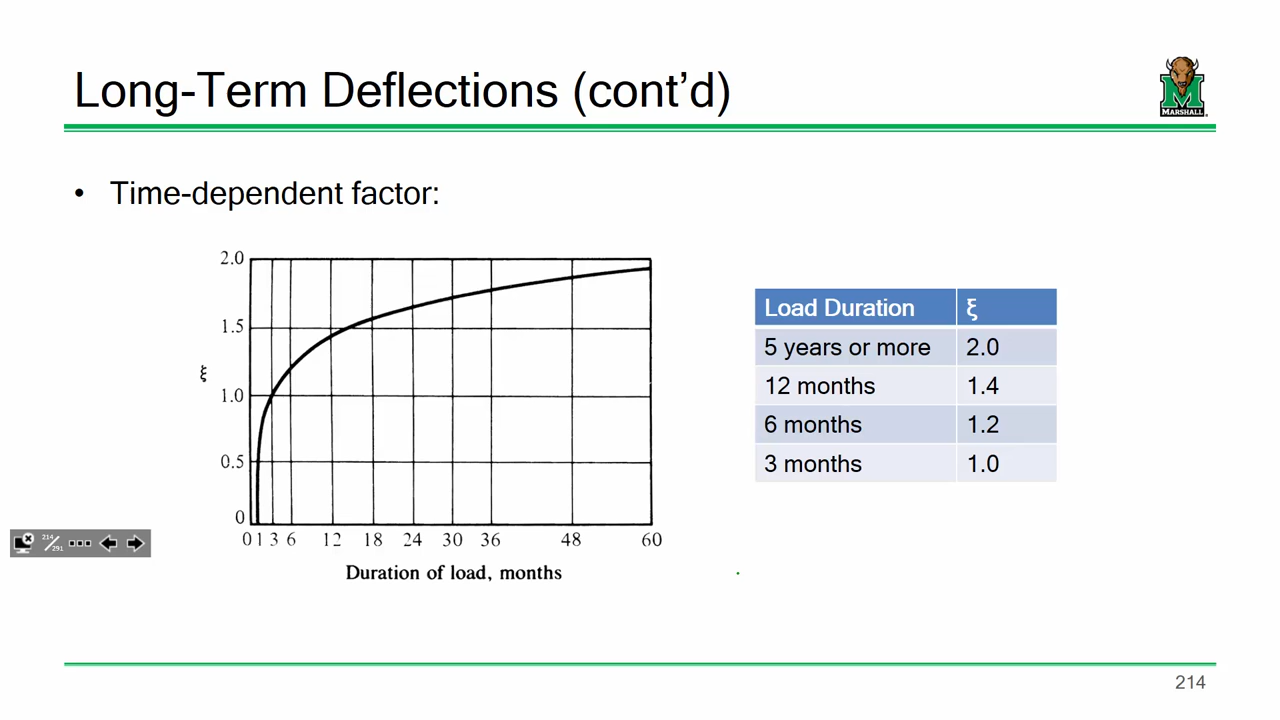 Long-Term Deflections (cont’d)
MARSHALL
• Time-dependent factor:
2.0
1.5
ξ
1.0
0.5
0
0 1 3 6 12 18 24 30 36 48 60
Duration of load, months
Load Duration ξ
5 years or more 2.0
12 months 1.4
6 months 1.2
3 months 1.0
214/291
214